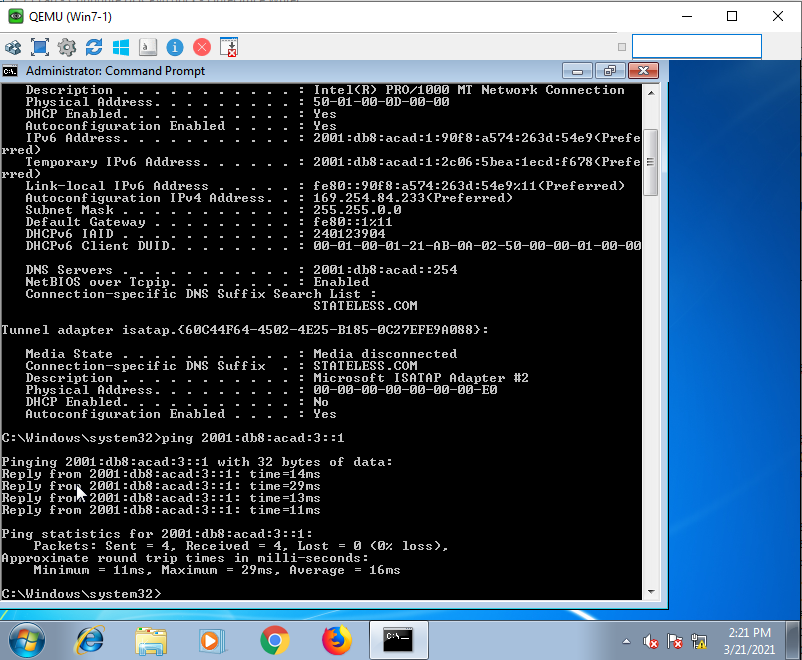 QEMU (Win7-1)
Administrator: Command Prompt
Description . . . . . . . . . . . : Intel(R) PRO/1000 MT Network Connection
Physical Address. . . . . . . . . : 50-01-00-0D-00-00
DHCP Enabled. . . . . . . . . . . : Yes
Autoconfiguration Enabled . . . . : Yes
IPv6 Address. . . . . . . . . . . : 2001:db8:acad:1:90f8:a574:263d:54e9(Prefe
rred)
Temporary IPv6 Address. . . . . . : 2001:db8:acad:1:2c06:5bea:1ecd:f678(Prefe
rred)
Link-local IPv6 Address . . . . . : fe80::90f8:a574:263d:54e9%11(Preferred)
Autoconfiguration IPv4 Address. . : 169.254.84.233(Preferred)
Subnet Mask . . . . . . . . . . . : 255.255.0.0
Default Gateway . . . . . . . . . : fe80::1%11
DHCPv6 IAID . . . . . . . . . . . : 240123904
DHCPv6 Client DUID. . . . . . . . : 00-01-00-01-21-AB-0A-02-50-00-00-01-00-00
DNS Servers . . . . . . . . . . . : 2001:db8:acad::254
NetBIOS over Tcpip. . . . . . . . : Enabled
Connection-specific DNS Suffix Search List :
STATELESS.COM
Tunnel adapter isatap.{60C44F64-4502-4E25-B185-0C27EFE9A088}:
Media State . . . . . . . . . . . : Media disconnected
Connection-specific DNS Suffix  . : STATELESS.COM
Description . . . . . . . . . . . : Microsoft ISATAP Adapter #2
Physical Address. . . . . . . . . : 00-00-00-00-00-00-00-E0
DHCP Enabled. . . . . . . . . . . : No
Autoconfiguration Enabled . . . . : Yes
C:\Windows\system32>ping 2001:db8:acad:3::1
Pinging 2001:db8:acad:3::1 with 32 bytes of data:
Reply from 2001:db8:acad:3::1: time=14ms
Reply from 2001:db8:acad:3::1: time=29ms
Reply from 2001:db8:acad:3::1: time=13ms
Reply from 2001:db8:acad:3::1: time=11ms
Ping statistics for 2001:db8:acad:3::1:
Packets: Sent = 4, Received = 4, Lost = 0 (0% loss),
Approximate round trip times in milli-seconds:
Minimum = 11ms, Maximum = 29ms, Average = 16ms
C:\Windows\system32>
2:21 PM
3/21/2021